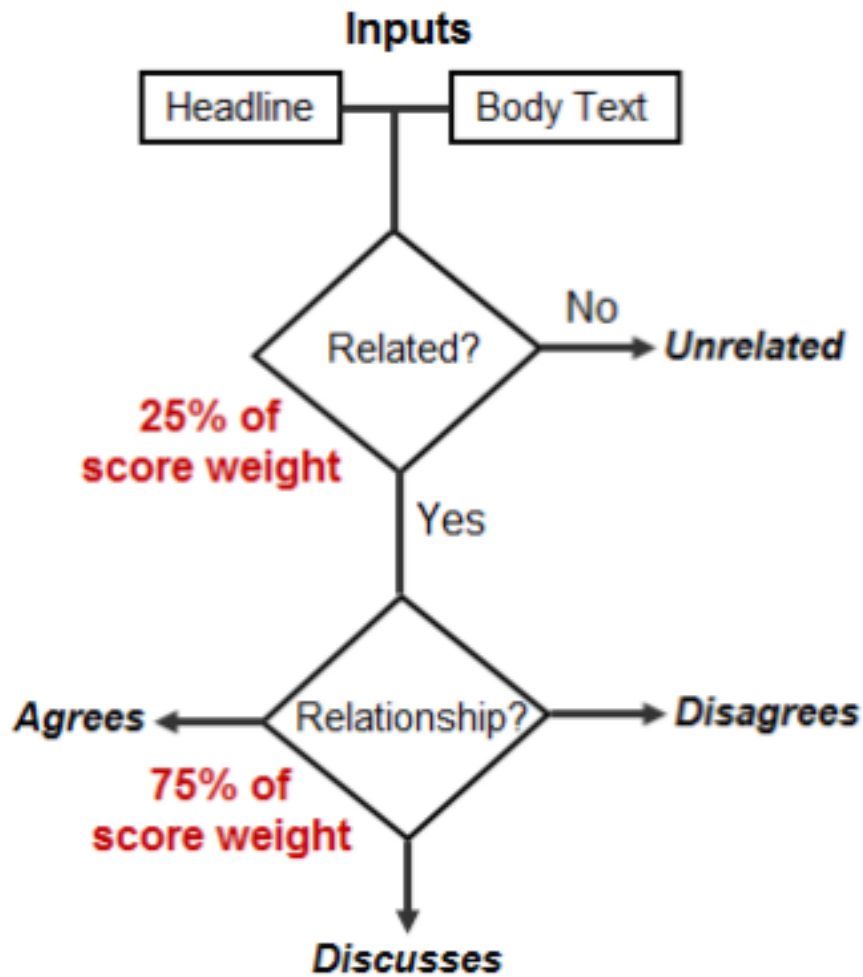 Inputs
Headline
Body Text
Related?
No
Unrelated
25% of
score weight
Yes
Agrees
Relationship?
Disagrees
75% of
score weight
Discusses